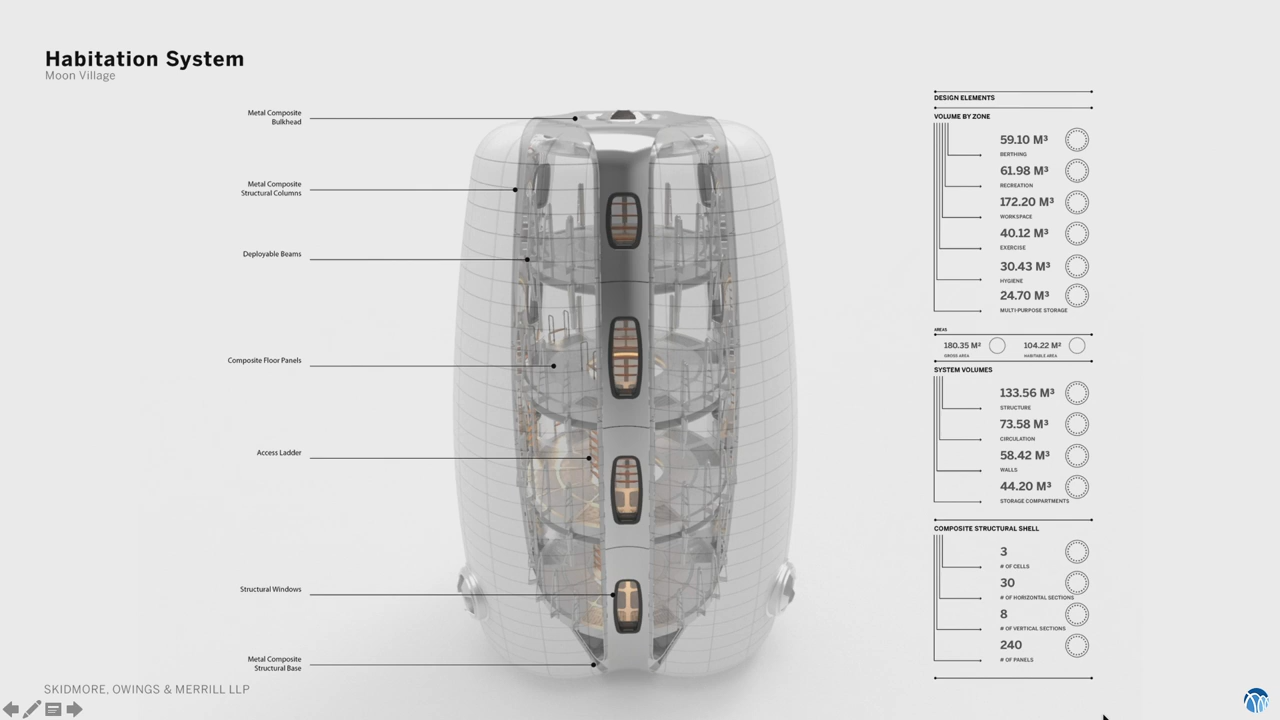 Habitation System
Moon Village
Metal Composite
Bulkhead
Metal Composite
Structural Columns
Deployable Beams
Composite Floor Panels
Access Ladder
Structural Windows
Metal Composite
Structural Base
SKIDMORE, OWINGS & MERRILL LLP
DESIGN ELEMENTS
VOLUME BY ZONE
59.10 M³
BERTHING
61.98 M³
RECREATION
172.20 M³
WORKSPACE
40.12 M³
EXERCISE
30.43 M³
HYGIENE
24.70 M³
MULTI-PURPOSE STORAGE
AREAS
180.35 M² 104.22 M²
GROSS AREA HABITABLE AREA
SYSTEM VOLUMES
133.56 M³
STRUCTURE
73.58 M³
CIRCULATION
58.42 M³
WALLS
44.20 M³
STORAGE COMPARTMENTS
COMPOSITE STRUCTURAL SHELL
3
# OF CELLS
30
# OF HORIZONTAL SECTIONS
8
# OF VERTICAL SECTIONS
240
# OF PANELS